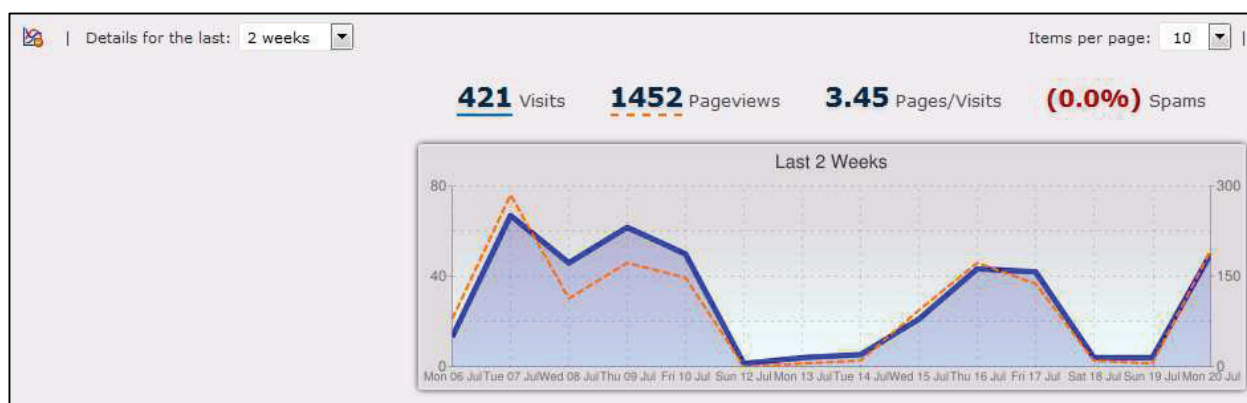 | Details for the last: 2 weeks Items per page: 10 |
421 Visits 1452 Pageviews 3.45 Pages/Visits (0.0%) Spams
Last 2 Weeks
80 300
40 150
0 0
Mon 06 Jul Tue 07 Jul Wed 08 Jul Thu 09 Jul Fri 10 Jul Sun 12 Jul Mon 13 Jul Tue 14 Jul Wed 15 Jul Thu 16 Jul Fri 17 Jul Sat 18 Jul Sun 19 Jul Mon 20 Jul